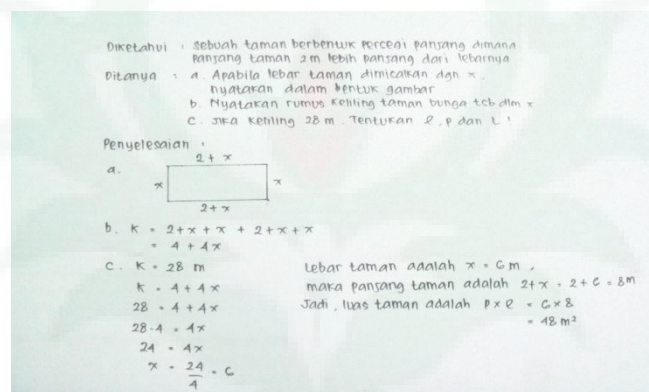 Diketahui : sebuah taman berbentuk persegi panjang dimana
panjang taman 2m lebih panjang dari lebarnya
Ditanya : a. Apabila lebar taman dimisalkan dgn x.
nyatakan dalam bentuk gambar
b. Nyatakan rumus keliling taman bunga tsb dlm x
c. Jika keliling 28 m. Tentukan l, p dan L!
Penyelesaian :
a.
2 + x
x
x
2 + x
b. K = 2 + x + x + 2 + x + x
= 4 + 4x
c. K = 28 m
K = 4 + 4x
28 = 4 + 4x
28 - 4 = 4x
24 = 4x
x = 24/4 = 6
Lebar taman adalah x = 6m,
maka panjang taman adalah 2 + x = 2 + 6 = 8m
Jadi, luas taman adalah p x l = 6 x 8
= 48 m²